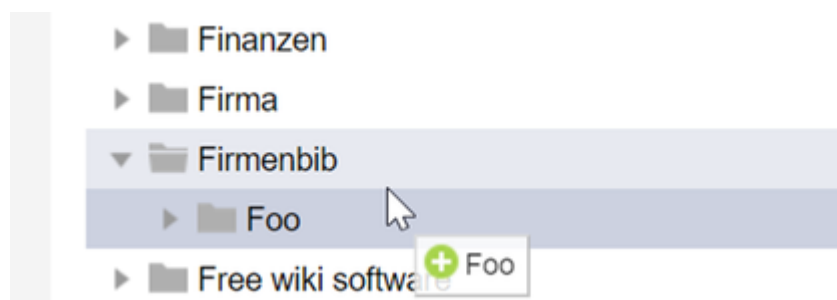 Finanzen
Firma
Firmenbib
Foo
Foo
Free wiki software